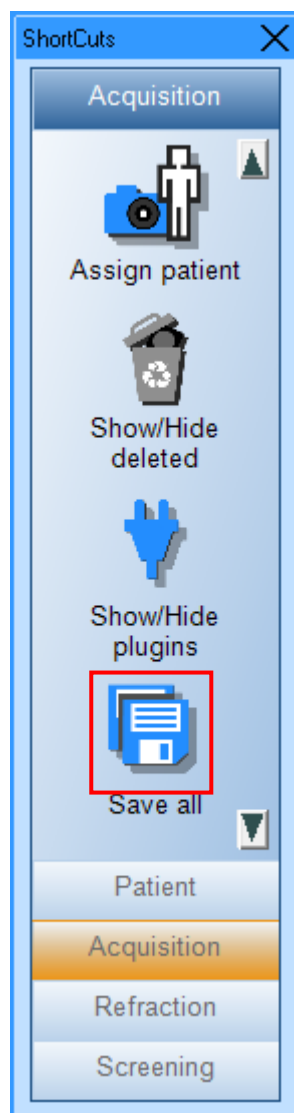 ShortCuts
Acquisition
Assign patient
Show/Hide
deleted
Show/Hide
plugins
Save all
Patient
Acquisition
Refraction
Screening